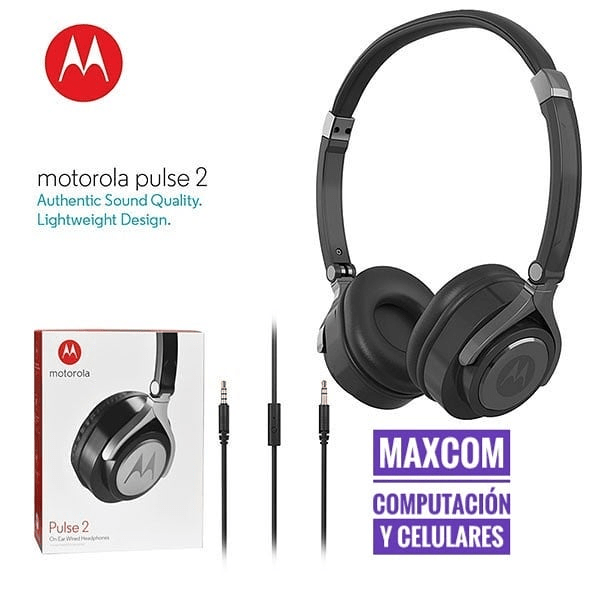 motorola pulse 2
Authentic Sound Quality.
Lightweight Design.
motorola
Pulse 2
On Ear Wired Headphones
MAXCOM
COMPUTACIÓN
Y CELULARES